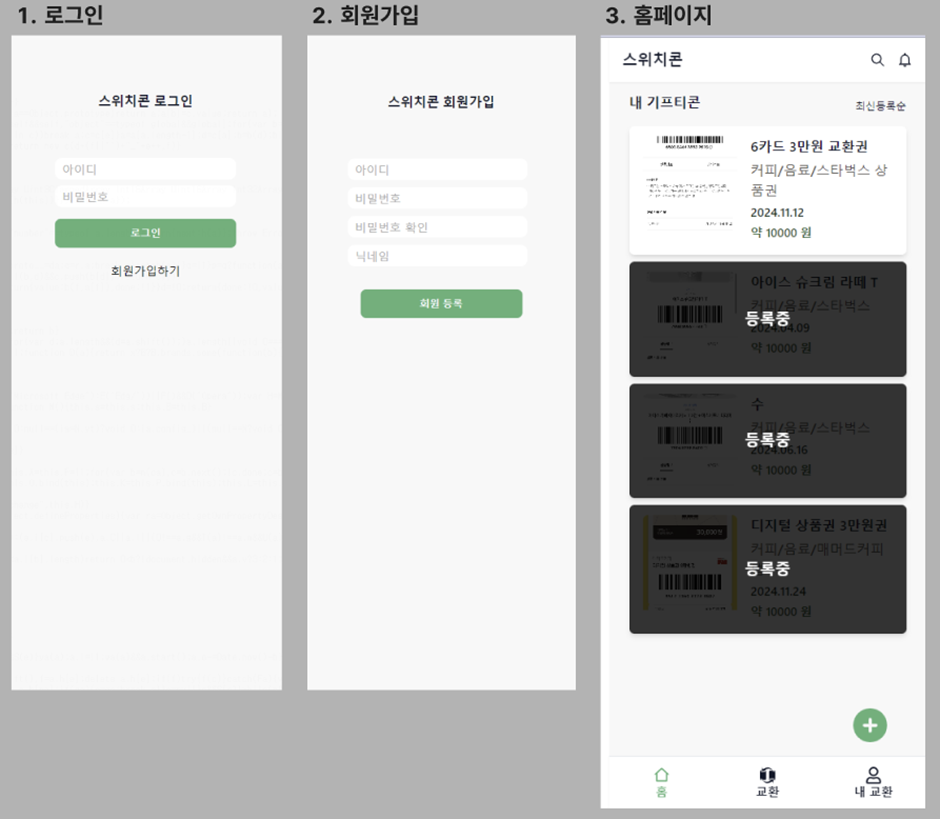 1. 로그인
스위치콘 로그인
아이디
비밀번호
로그인
회원가입하기
2. 회원가입
스위치콘 회원가입
아이디
비밀번호
비밀번호 확인
닉네임
회원 등록
3. 홈페이지
스위치콘
내 기프티콘
최신등록순
6카드 3만원 교환권
커피/음료/스타벅스 상
품권
2024.11.12
약 10000 원
아이스 슈크림 라떼 T
커피/음료/스타벅스
등록중
2024.04.09
약 10000 원
수
커피/음료/스타벅스
등록중
2024.06.16
약 10000 원
디지털 상품권 3만원권
커피/음료/매머드커피
등록중
2024.11.24
약 10000 원
홈
교환
내 교환